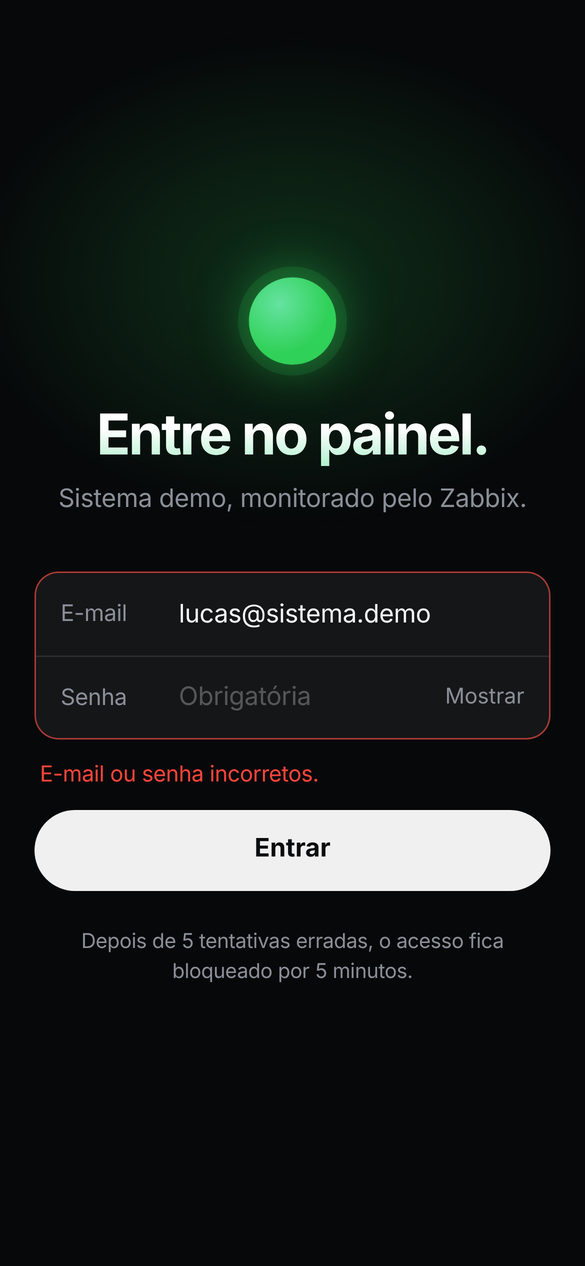 Entre no painel.
Sistema demo, monitorado pelo Zabbix.
E-mail lucas@sistema.demo
Senha Obrigatória Mostrar
E-mail ou senha incorretos.
Entrar
Depois de 5 tentativas erradas, o acesso fica
bloqueado por 5 minutos.